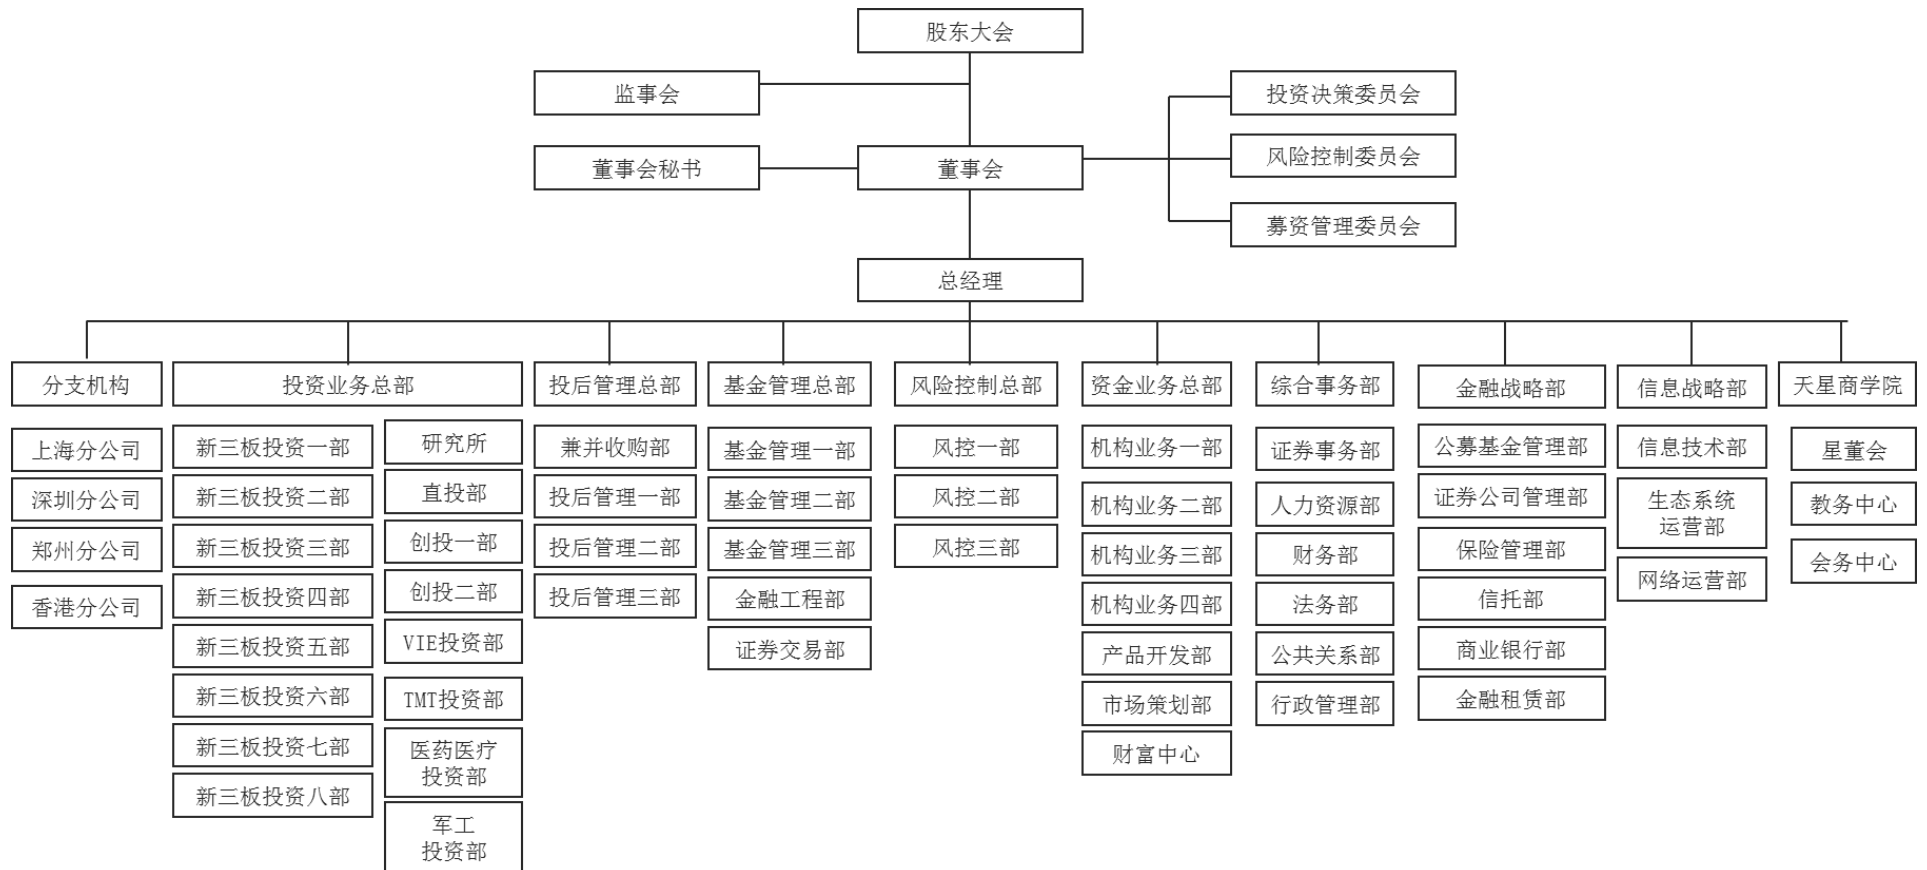 股东大会
监事会
投资决策委员会
董事会秘书
董事会
风险控制委员会
募资管理委员会
总经理
分支机构
上海分公司
深圳分公司
郑州分公司
香港分公司
投资业务总部
新三板投资一部
新三板投资二部
新三板投资三部
新三板投资四部
新三板投资五部
新三板投资六部
新三板投资七部
新三板投资八部
研究所
直投部
创投一部
创投二部
VIE投资部
TMT投资部
医药医疗
投资部
军工
投资部
投后管理总部
兼并收购部
投后管理一部
投后管理二部
投后管理三部
基金管理总部
基金管理一部
基金管理二部
基金管理三部
金融工程部
证券交易部
风险控制总部
风控一部
风控二部
风控三部
资金业务总部
机构业务一部
机构业务二部
机构业务三部
机构业务四部
产品开发部
市场策划部
财富中心
综合事务部
证券事务部
人力资源部
财务部
法务部
公共关系部
行政管理部
金融战略部
公募基金管理部
证券公司管理部
保险管理部
信托部
商业银行部
金融租赁部
信息战略部
信息技术部
生态系统
运营部
网络运营部
天星商学院
星董会
教务中心
会务中心